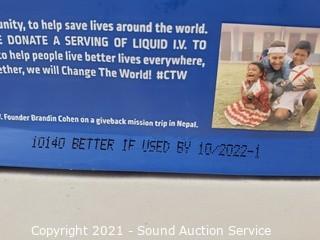 unity, to help save lives around the world.
E DONATE A SERVING OF LIQUID I.V. TO
to help people live better lives everywhere,
ether, we will Change The World! #CTW
Founder Brandin Cohen on a giveback mission trip in Nepal.
10140 BETTER IF USED BY 10/2022-1
Copyright 2021 - Sound Auction Service